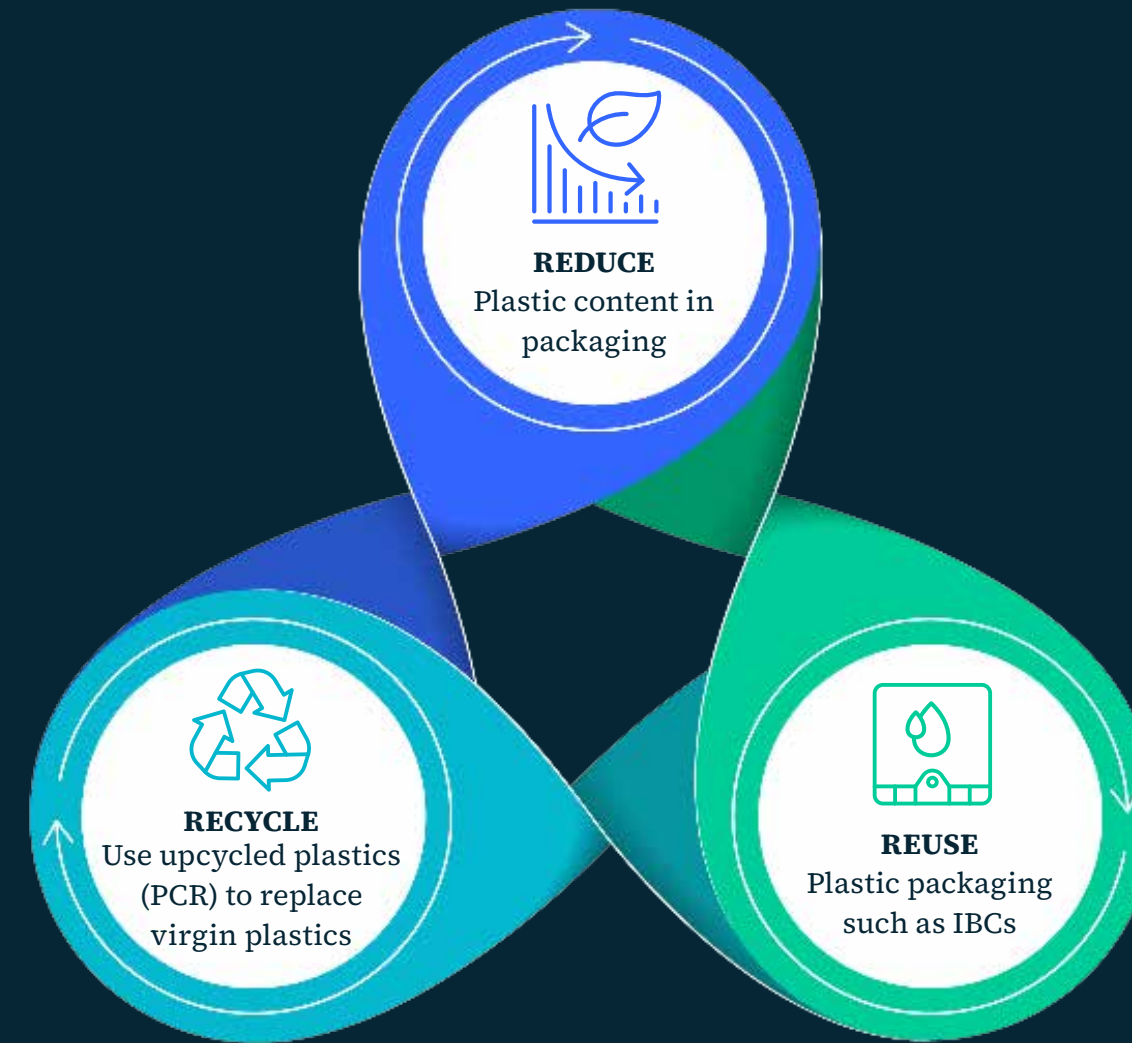 REDUCE
Plastic content in
packaging
RECYCLE
Use upcycled plastics
(PCR) to replace
virgin plastics
REUSE
Plastic packaging
such as IBCs